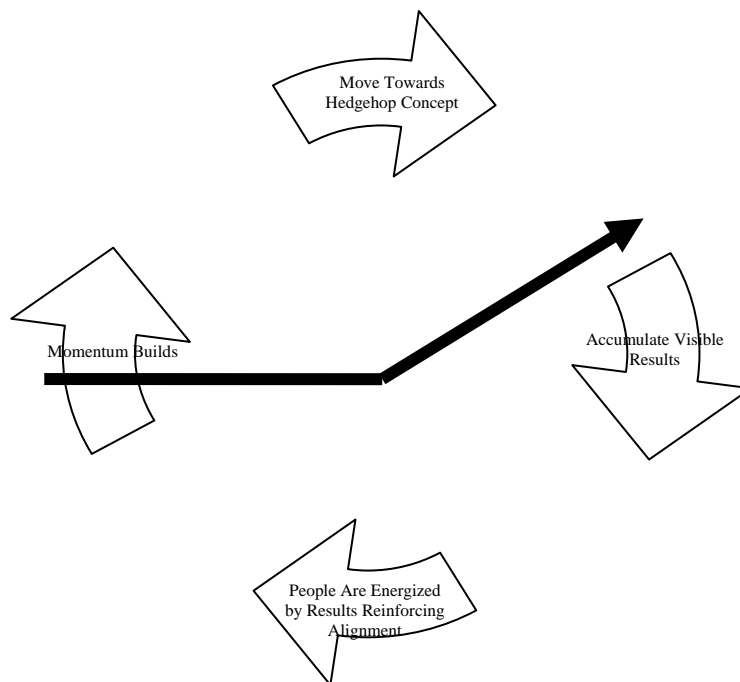 Move Towards
Hedgehop Concept
Momentum Builds
Accumulate Visible
Results
People Are Energized
by Results Reinforcing
Alignment